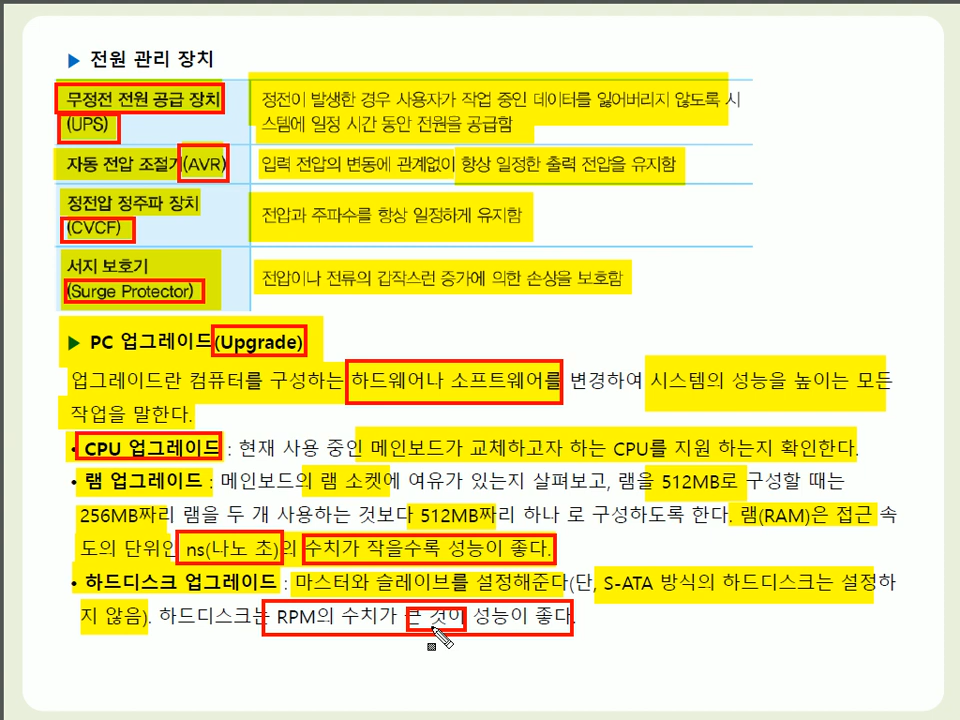 ▶ 전원 관리 장치
무정전 전원 공급 장치
(UPS)
정전이 발생한 경우 사용자가 작업 중인 데이터를 잃어버리지 않도록 시
스템에 일정 시간 동안 전원을 공급함
자동 전압 조절기(AVR)
입력 전압의 변동에 관계없이 항상 일정한 출력 전압을 유지함
정전압 정주파 장치
(CVCF)
전압과 주파수를 항상 일정하게 유지함
서지 보호기
(Surge Protector)
전압이나 전류의 갑작스런 증가에 의한 손상을 보호함
▶ PC 업그레이드(Upgrade)
업그레이드란 컴퓨터를 구성하는 하드웨어나 소프트웨어를 변경하여 시스템의 성능을 높이는 모든
작업을 말한다.
• CPU 업그레이드 : 현재 사용 중인 메인보드가 교체하고자 하는 CPU를 지원 하는지 확인한다.
• 램 업그레이드 : 메인보드의 램 소켓에 여유가 있는지 살펴보고, 램을 512MB로 구성할 때는
256MB짜리 램을 두 개 사용하는 것보다 512MB짜리 하나 로 구성하도록 한다. 램(RAM)은 접근 속
도의 단위인 ns(나노 초)의 수치가 작을수록 성능이 좋다.
• 하드디스크 업그레이드 : 마스터와 슬레이브를 설정해준다(단, S-ATA 방식의 하드디스크는 설정하
지 않음). 하드디스크는 RPM의 수치가 큰 것이 성능이 좋다.